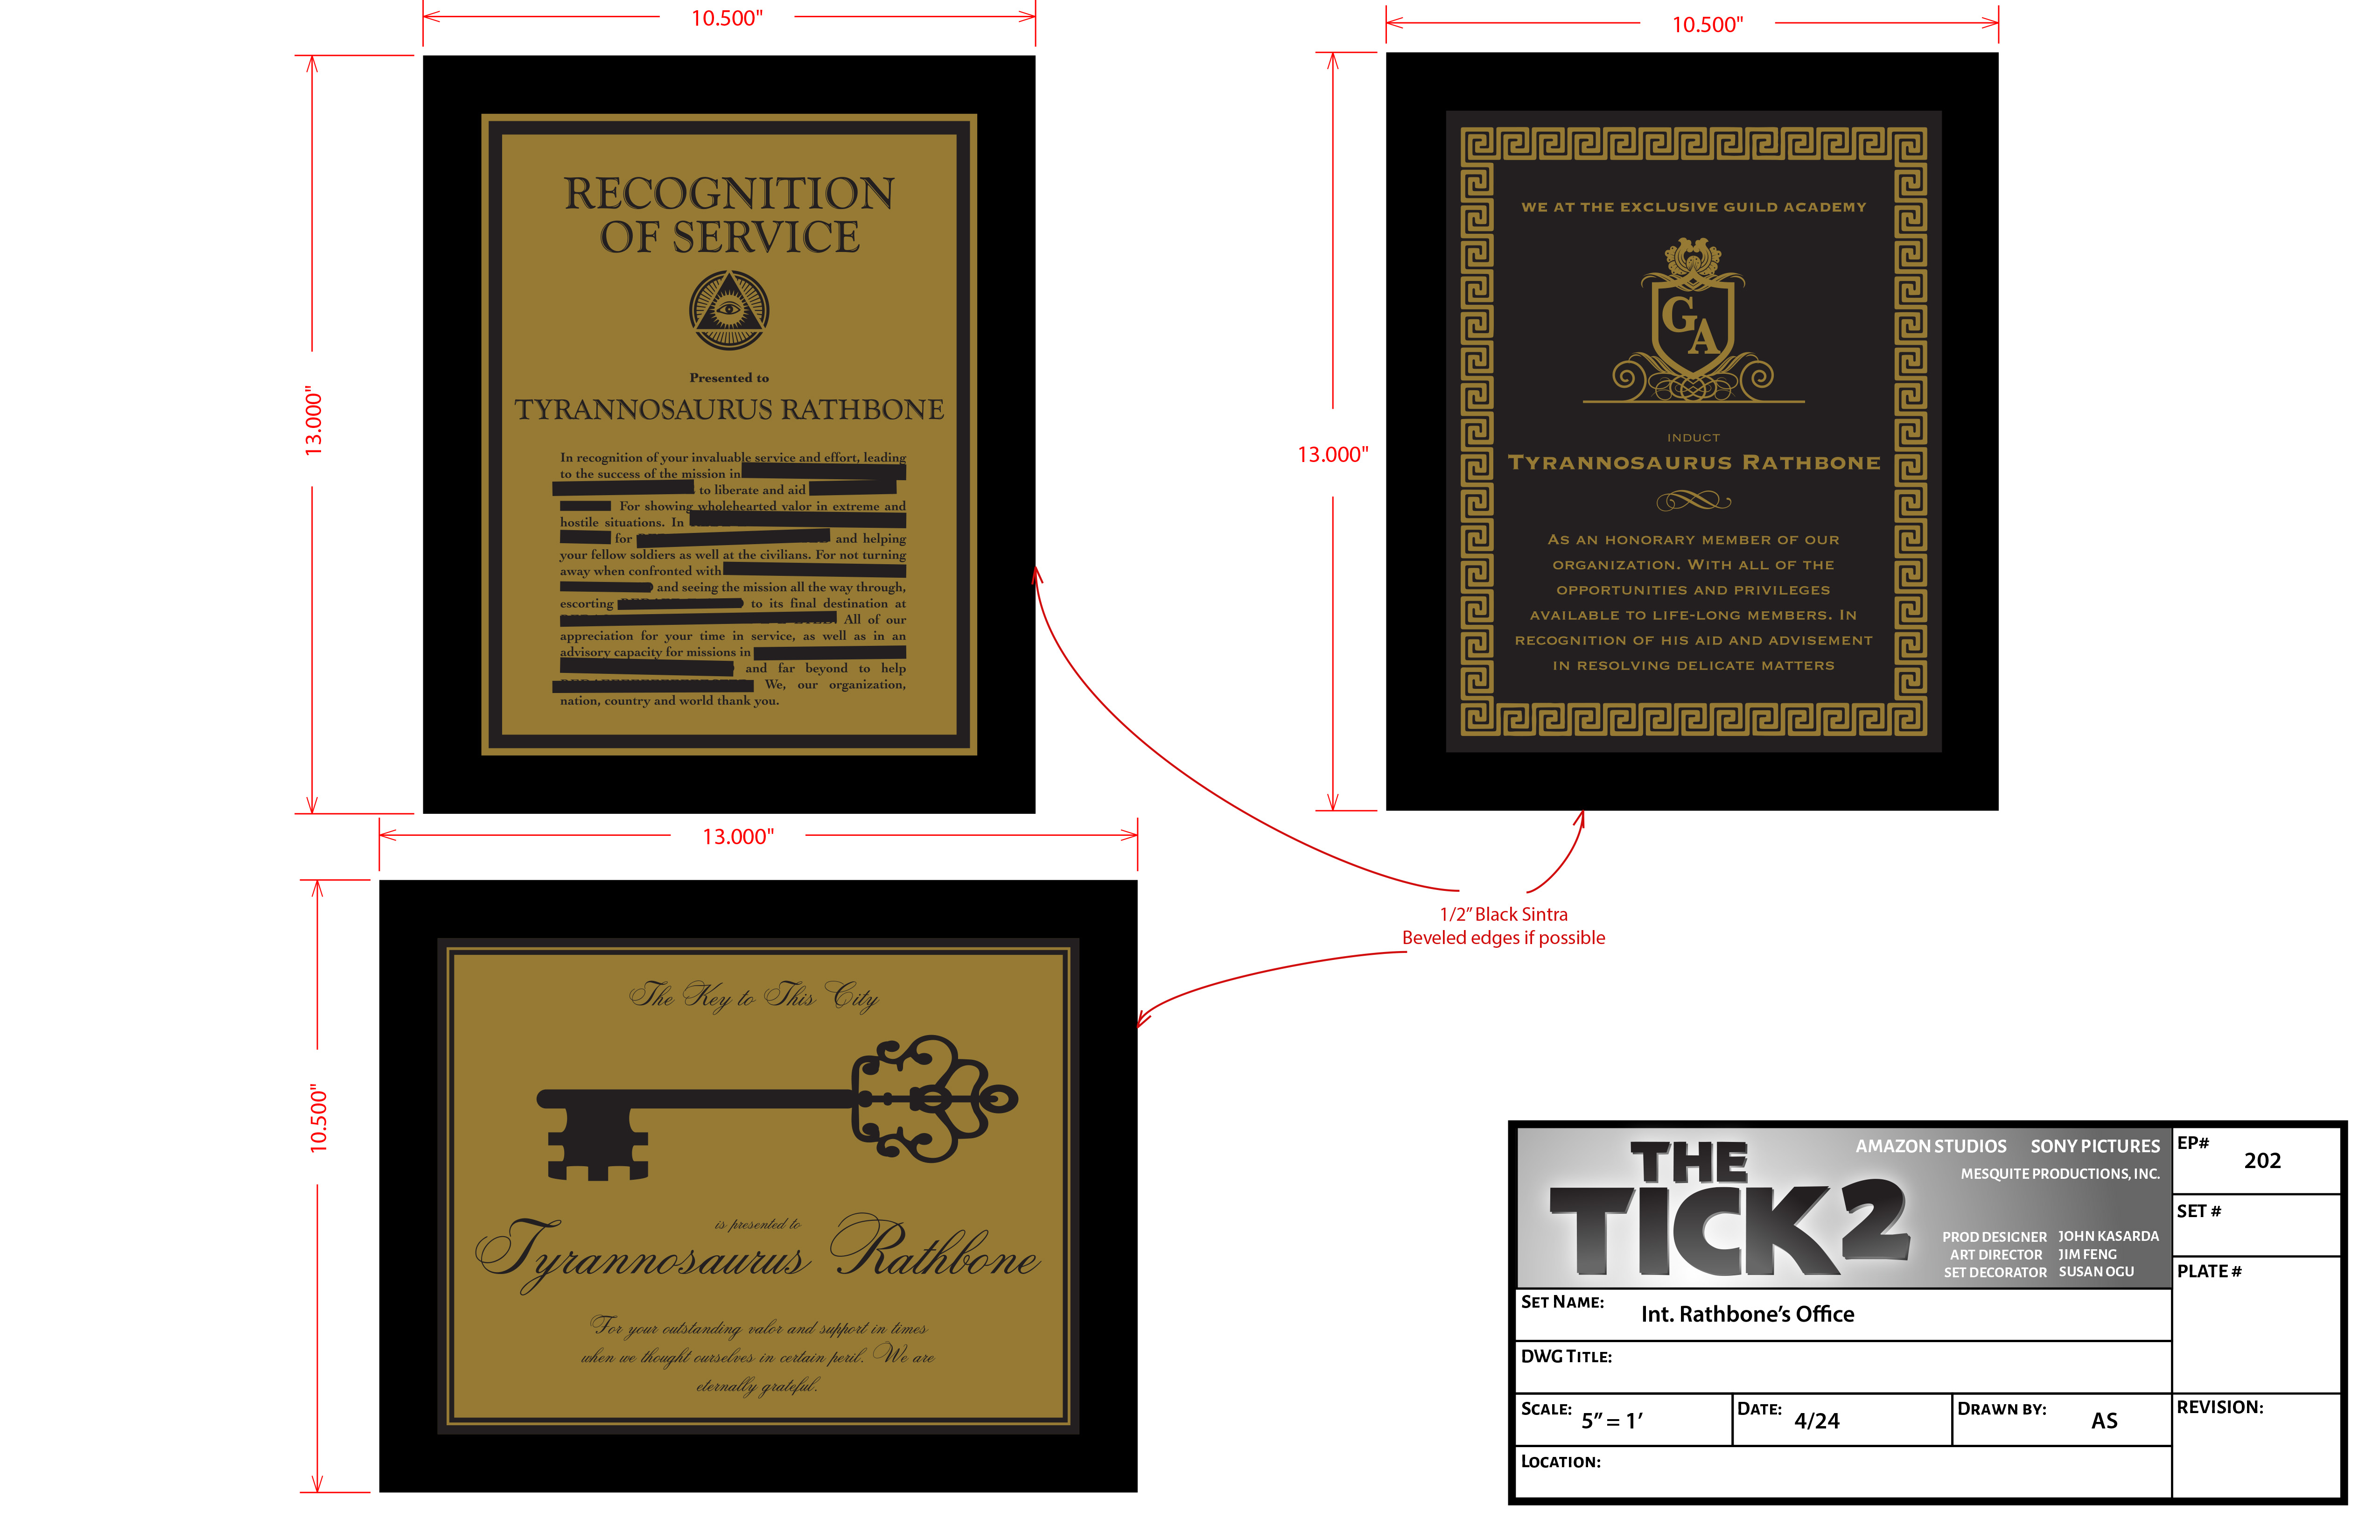 10.500"
13.000"
RECOGNITION
OF SERVICE
Presented to
TYRANNOSAURUS RATHBONE
In recognition of your invaluable service and effort, leading
to the success of the mission in
to liberate and aid
For showing wholehearted valor in extreme and
hostile situations. In
for and helping
your fellow soldiers as well at the civilians. For not turning
away when confronted with
and seeing the mission all the way through,
escorting to its final destination at
All of our
appreciation for your time in service, as well as in an
advisory capacity for missions in
and far beyond to help
We, our organization,
nation, country and world thank you.
10.500"
13.000"
WE AT THE EXCLUSIVE GUILD ACADEMY
GA
INDUCT
TYRANNOSAURUS RATHBONE
AS AN HONORARY MEMBER OF OUR
ORGANIZATION. WITH ALL OF THE
OPPORTUNITIES AND PRIVILEGES
AVAILABLE TO LIFE-LONG MEMBERS. IN
RECOGNITION OF HIS AID AND ADVISEMENT
IN RESOLVING DELICATE MATTERS
13.000"
10.500"
The Key to This City
is presented to
Tyrannosaurus Rathbone
For your outstanding valor and support in times
when we thought ourselves in certain peril. We are
eternally grateful.
1/2" Black Sintra
Beveled edges if possible
THE
TICK 2
AMAZON STUDIOS SONY PICTURES
MESQUITE PRODUCTIONS, INC.
PROD DESIGNER JOHN KASARDA
ART DIRECTOR JIM FENG
SET DECORATOR SUSAN OGU
EP# 202
SET #
PLATE #
SET NAME: Int. Rathbone's Office
DWG TITLE:
SCALE: 5" = 1' DATE: 4/24 DRAWN BY: AS
REVISION:
LOCATION: